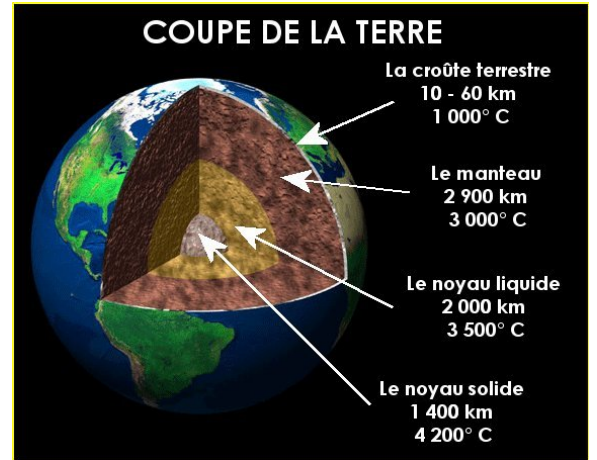 COUPE DE LA TERRE
La croûte terrestre
10 - 60 km
1 000° C
Le manteau
2 900 km
3 000° C
Le noyau liquide
2 000 km
3 500° C
Le noyau solide
1 400 km
4 200° C